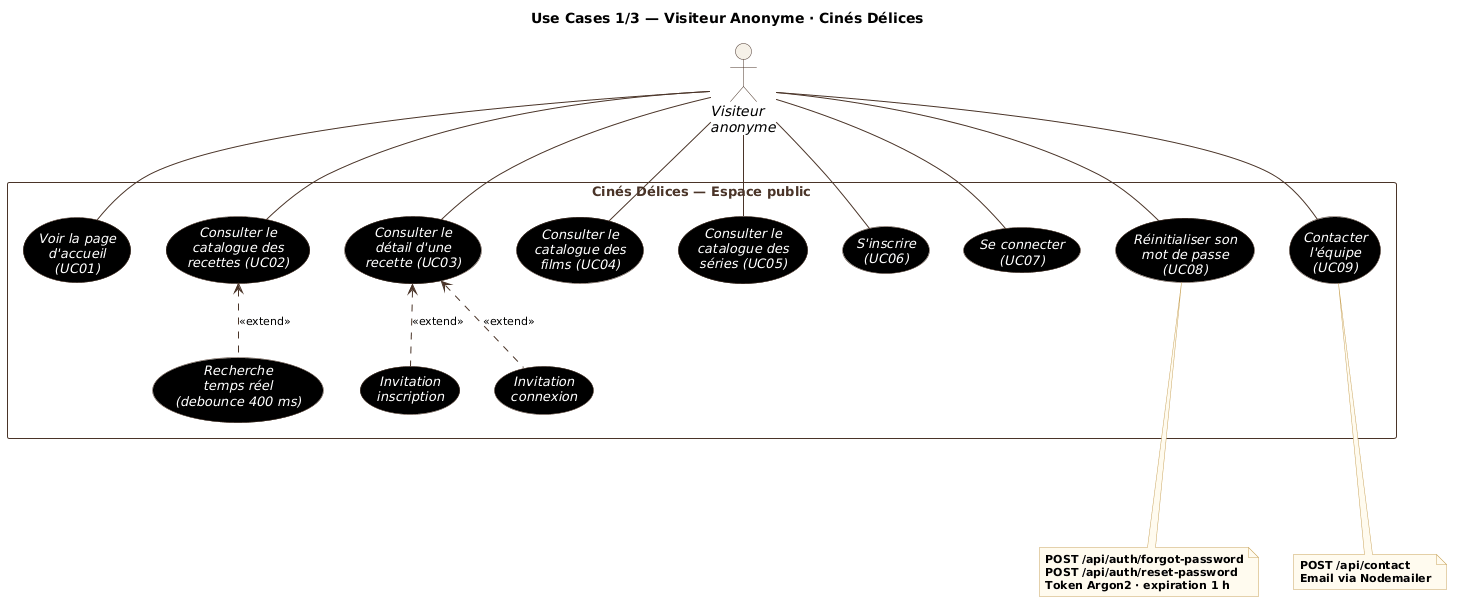 Use Cases 1/3 — Visiteur Anonyme · Cinés Délices
Visiteur
anonyme
Cinés Délices — Espace public
Voir la page
d'accueil
(UC01)
Consulter le
catalogue des
recettes (UC02)
Consulter le
détail d'une
recette (UC03)
Consulter le
catalogue des
films (UC04)
Consulter le
catalogue des
séries (UC05)
S'inscrire
(UC06)
Se connecter
(UC07)
Réinitialiser son
mot de passe
(UC08)
Contacter
l'équipe
(UC09)
«extend»
«extend»
«extend»
Recherche
temps réel
(debounce 400 ms)
Invitation
inscription
Invitation
connexion
POST /api/auth/forgot-password
POST /api/auth/reset-password
Token Argon2 · expiration 1 h
POST /api/contact
Email via Nodemailer